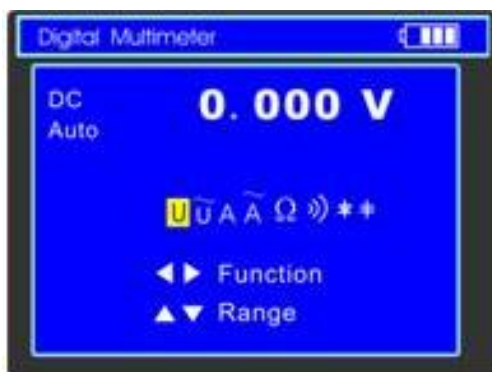 Digital Multimeter
DC 0.000 V
Auto
U Ũ A Ã Ω
◀ ▶ Function
▲ ▼ Range